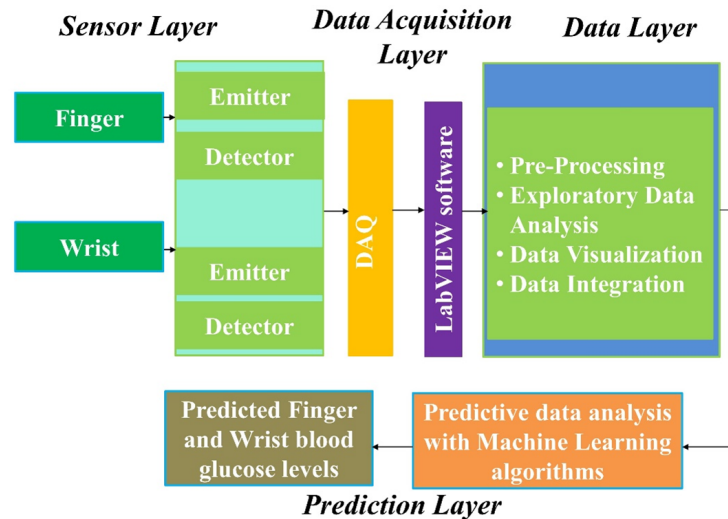 Sensor Layer
Data Acquisition
Layer
Data Layer
Finger
Wrist
Emitter
Detector
Emitter
Detector
DAQ
LabVIEW software
• Pre-Processing
• Exploratory Data
Analysis
• Data Visualization
• Data Integration
Predicted Finger
and Wrist blood
glucose levels
Predictive data analysis
with Machine Learning
algorithms
Prediction Layer